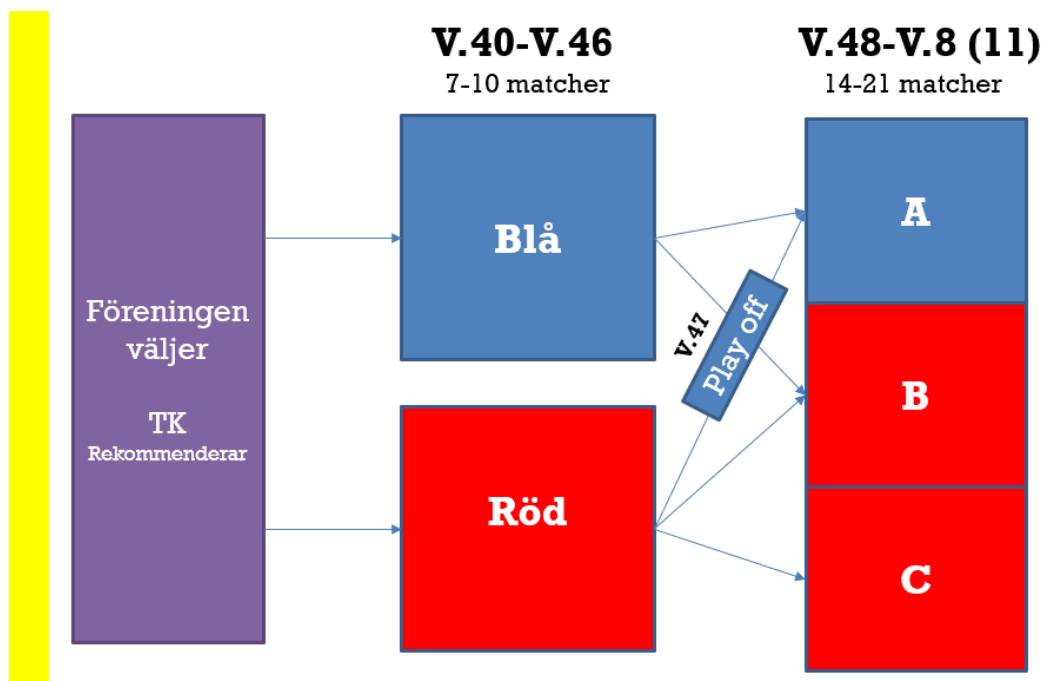 V.40-V.46
7-10 matcher
V.48-V.8 (11)
14-21 matcher
Föreningen
väljer
TK
Rekommenderar
Blå
Röd
V.47
Play off
A
B
C